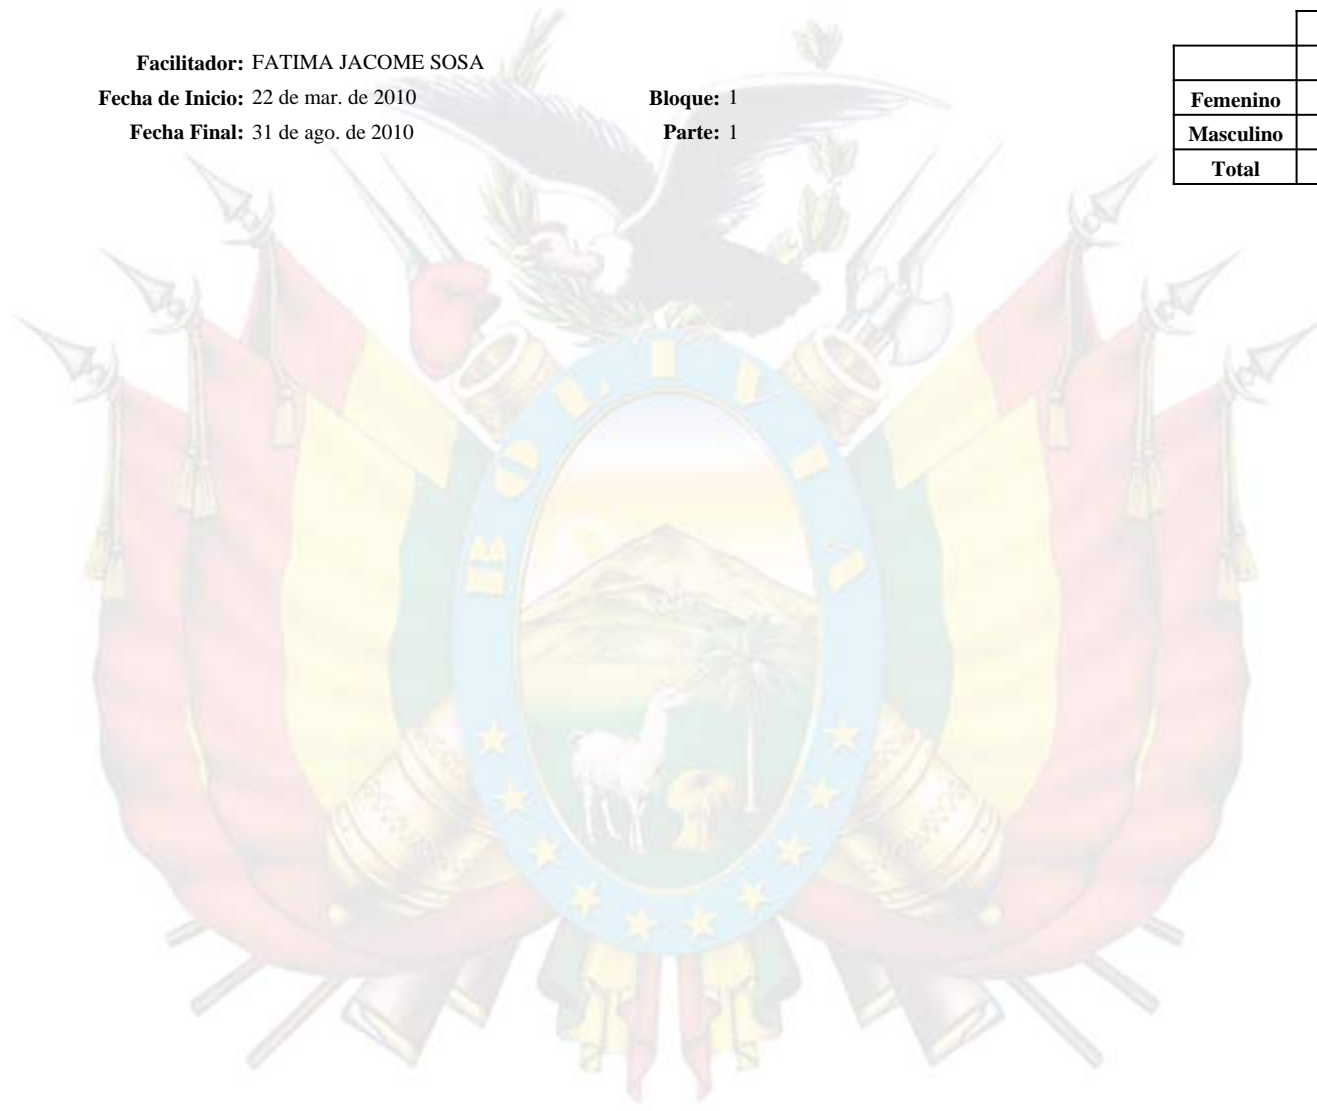 Facilitador: FATIMA JACOME SOSA
Fecha de Inicio: 22 de mar. de 2010 Bloque: 1
Fecha Final: 31 de ago. de 2010 Parte: 1
Femenino
Masculino
Total
BOLIVIA